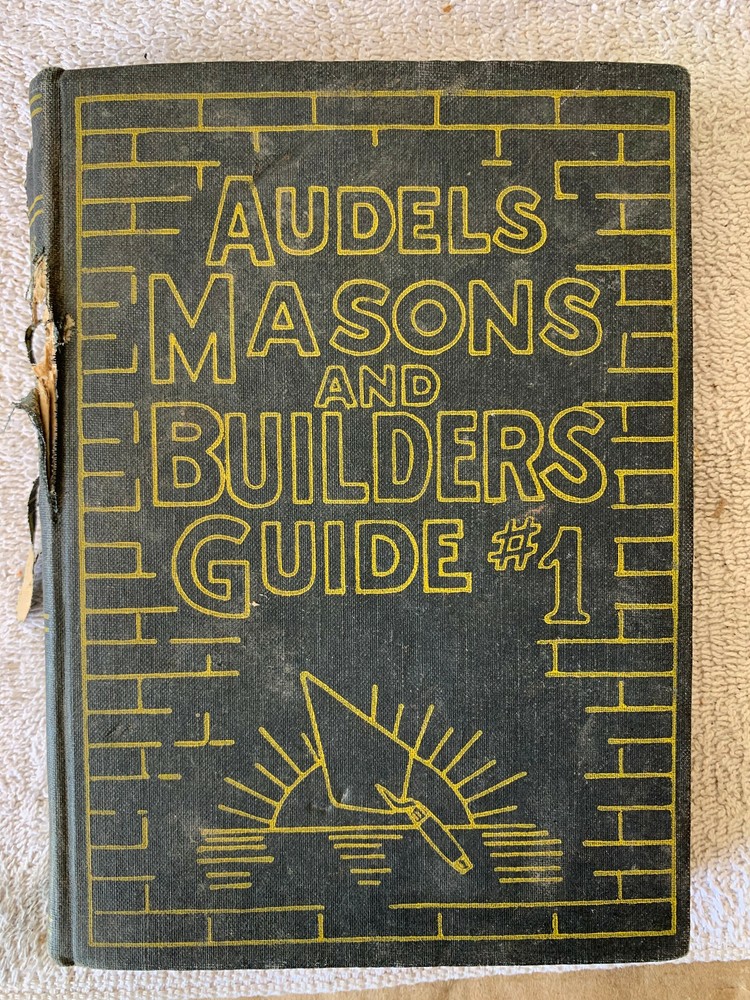 AUDELS
MASONS
AND
BUILDERS
GUIDE #1